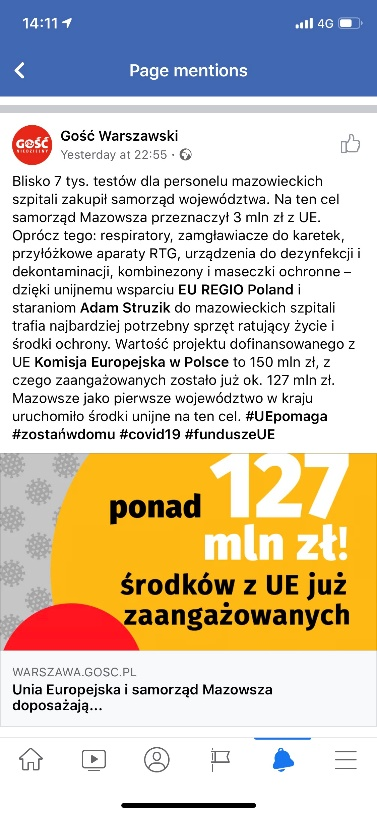 14:11
4G
Page mentions
GOŚĆ
NIEDZIELNY
Gość Warszawski
Yesterday at 22:55 ·
Blisko 7 tys. testów dla personelu mazowieckich
szpitali zakupił samorząd województwa. Na ten cel
samorząd Mazowsza przeznaczył 3 mln zł z UE.
Oprócz tego: respiratory, zamgławiacze do karetek,
przyłóżkowe aparaty RTG, urządzenia do dezynfekcji i
dekontaminacji, kombinezony i maseczki ochronne –
dzięki unijnemu wsparciu EU REGIO Poland i
staraniom Adam Struzik do mazowieckich szpitali
trafia najbardziej potrzebny sprzęt ratujący życie i
środki ochrony. Wartość projektu dofinansowanego z
UE Komisja Europejska w Polsce to 150 mln zł, z
czego zaangażowanych zostało już ok. 127 mln zł.
Mazowsze jako pierwsze województwo w kraju
uruchomiło środki unijne na ten cel. #UEpomaga
#zostańwdomu #covid19 #funduszeUE
ponad 127
mln zł!
środków z UE już
zaangażowanych
WARSZAWA.GOSC.PL
Unia Europejska i samorząd Mazowsza
doposażają...